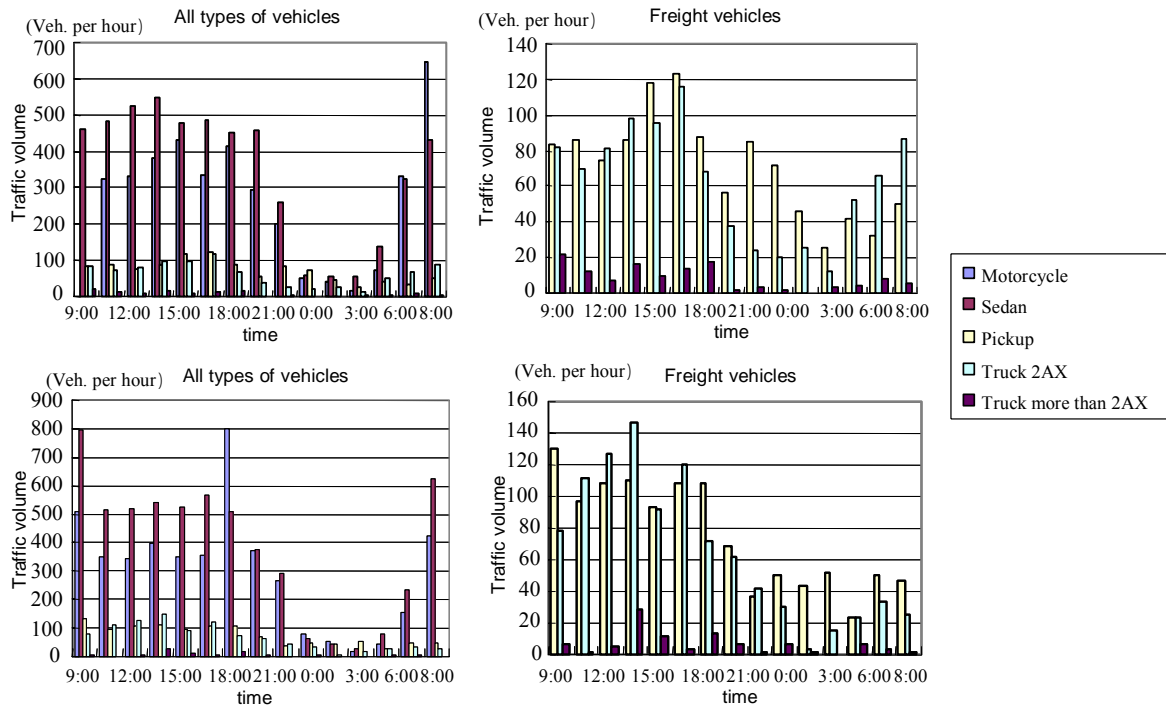 (Veh. per hour)
All types of vehicles
700
600
500
400
300
200
100
0
Traffic volume
9:00 12:00 15:00 18:00 21:00 0:00 3:00 6:00 8:00
time
Freight vehicles
140
120
100
80
60
40
20
0
Traffic volume
9:00 12:00 15:00 18:00 21:00 0:00 3:00 6:00 8:00
time
Motorcycle
Sedan
Pickup
Truck 2AX
Truck more than 2AX
(Veh. per hour)
All types of vehicles
900
800
700
600
500
400
300
200
100
0
Traffic volume
9:00 12:00 15:00 18:00 21:00 0:00 3:00 6:00 8:00
time
(Veh. per hour)
Freight vehicles
160
140
120
100
80
60
40
20
0
Traffic volume
9:00 12:00 15:00 18:00 21:00 0:00 3:00 6:00 8:00
time